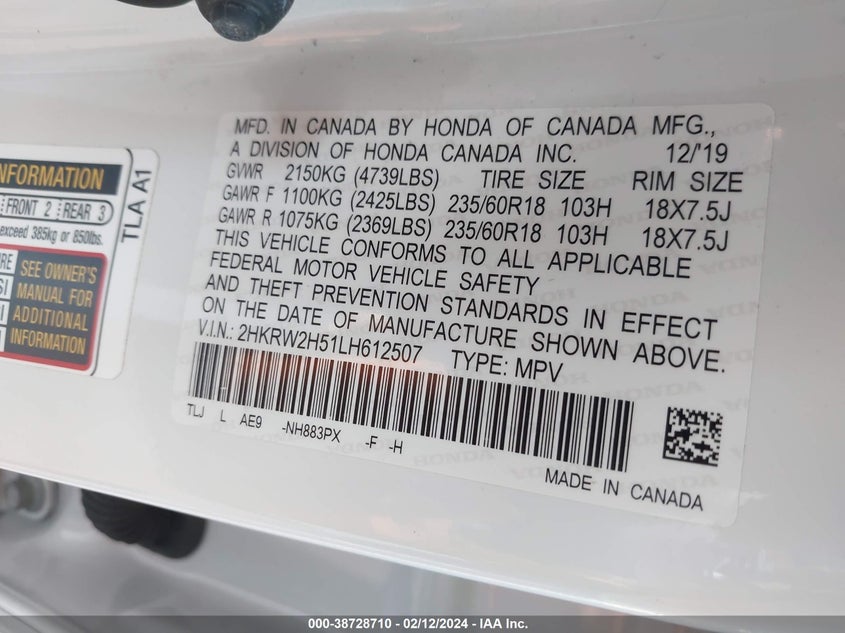 NFORMATION
FRONT 2 REAR 3
exceed 385kg or 850lbs.
SEE OWNER'S
MANUAL FOR
ADDITIONAL
INFORMATION
TLA A1
MFD. IN CANADA BY HONDA OF CANADA MFG.,
A DIVISION OF HONDA CANADA INC. 12/'19
GVWR 2150KG (4739LBS) TIRE SIZE RIM SIZE
GAWR F 1100KG (2425LBS) 235/60R18 103H 18X7.5J
GAWR R 1075KG (2369LBS) 235/60R18 103H 18X7.5J
THIS VEHICLE CONFORMS TO ALL APPLICABLE
FEDERAL MOTOR VEHICLE SAFETY
AND THEFT PREVENTION STANDARDS IN EFFECT
ON THE DATE OF MANUFACTURE SHOWN ABOVE.
V.I.N.: 2HKRW2H51LH612507 TYPE: MPV
TLJ L AE9 -NH883PX -F -H
MADE IN CANADA
000-38728710 - 02/12/2024 - IAA Inc.